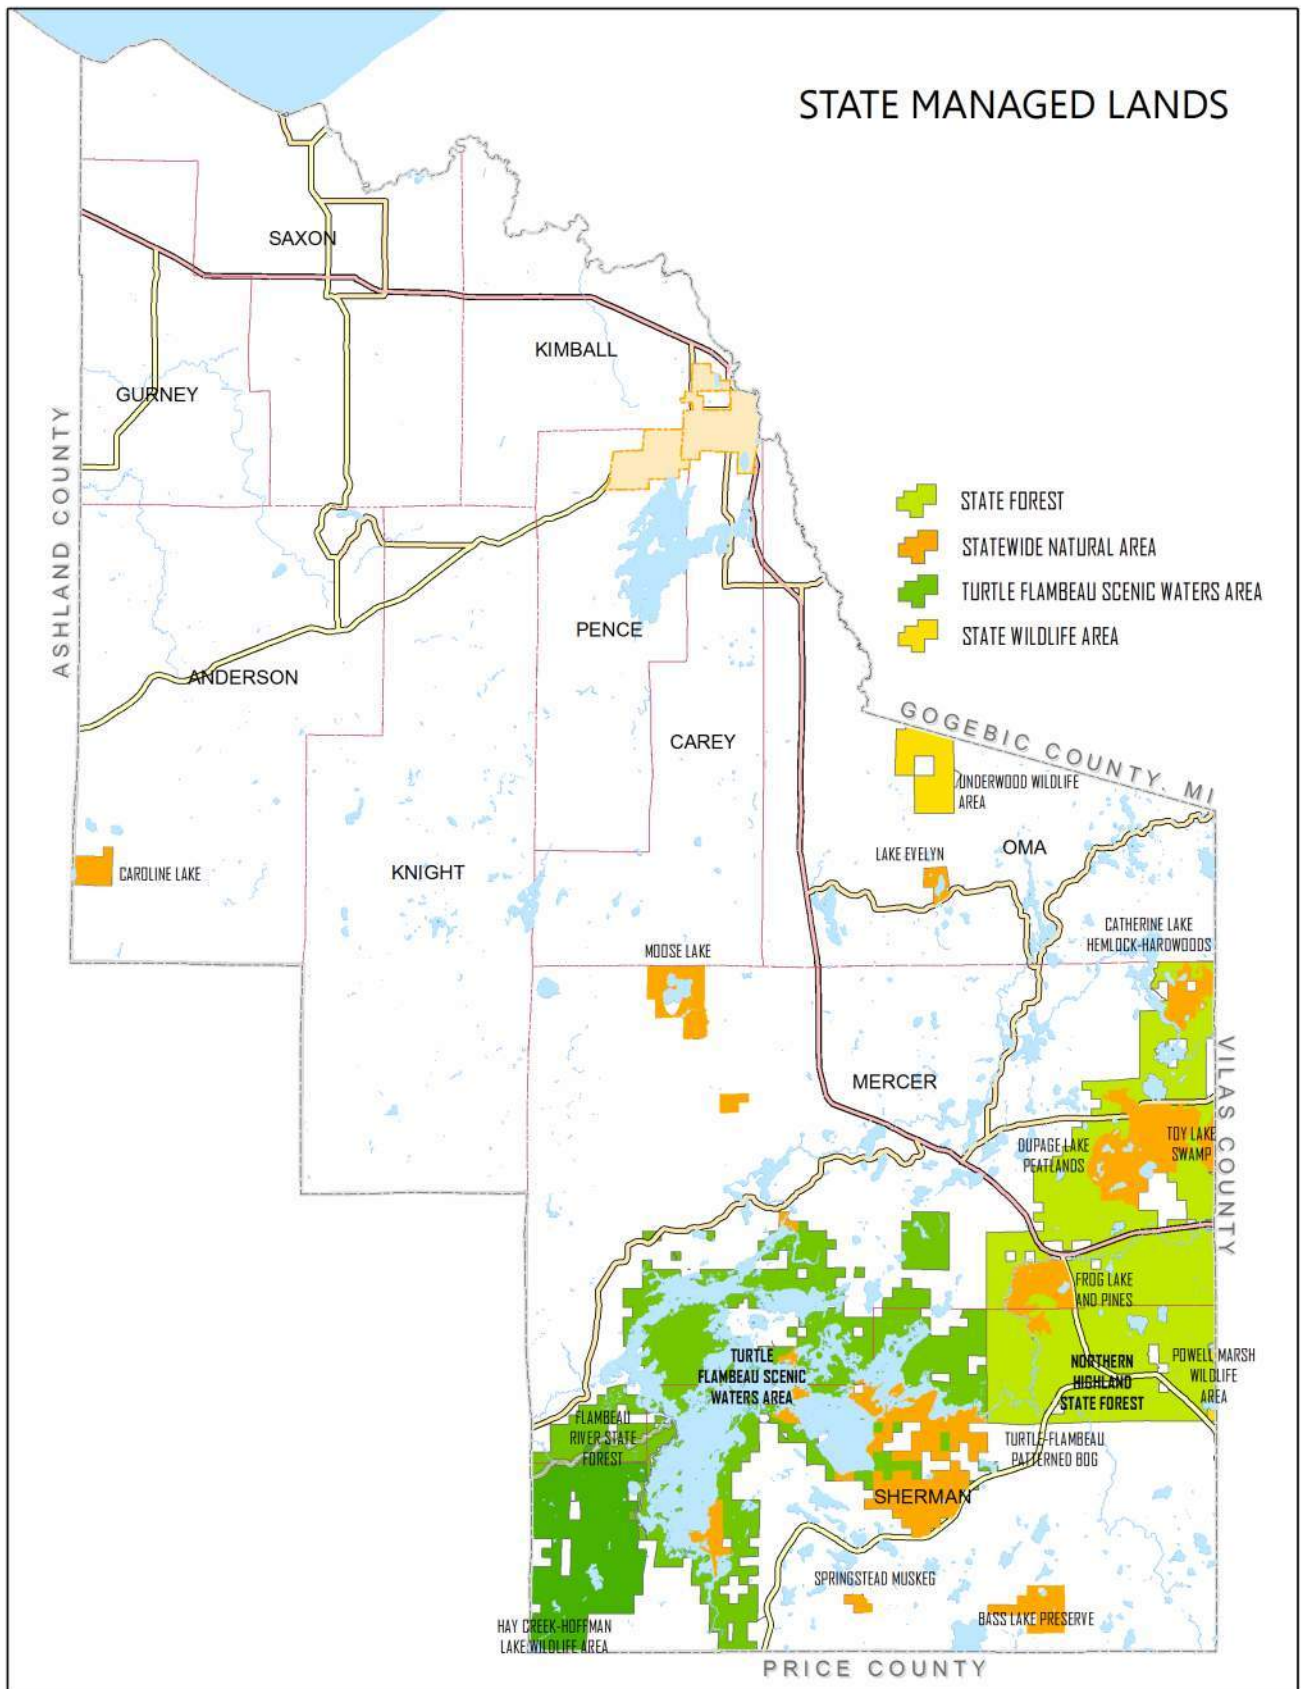 STATE MANAGED LANDS
SAXON
KIMBALL
GURNEY
ASHLAND COUNTY
STATE FOREST
STATEWIDE NATURAL AREA
TURTLE FLAMBEAU SCENIC WATERS AREA
STATE WILDLIFE AREA
PENCE
ANDERSON
GOGEBIC COUNTY, MI
CAREY
UNDERWOOD WILDLIFE
AREA
LAKE EVELYN
OMA
CAROLINE LAKE
KNIGHT
CATHERINE LAKE
HEMLOCK-HARDWOODS
MOOSE LAKE
MERCER
VILAS COUNTY
DUPAGE LAKE
PEATLANDS
TOY LAKE
SWAMP
FROG LAKE
AND PINES
TURTLE
FLAMBEAU SCENIC
WATERS AREA
NORTHERN
HIGHLAND
STATE FOREST
POWELL MARSH
WILDLIFE
AREA
FLAMBEAU
RIVER STATE
FOREST
TURTLE-FLAMBEAU
PATTERNED BOG
SHERMAN
SPRINGSTEAD MUSKEG
BASS LAKE PRESERVE
HAY CREEK-HOFFMAN
LAKE WILDLIFE AREA
PRICE COUNTY